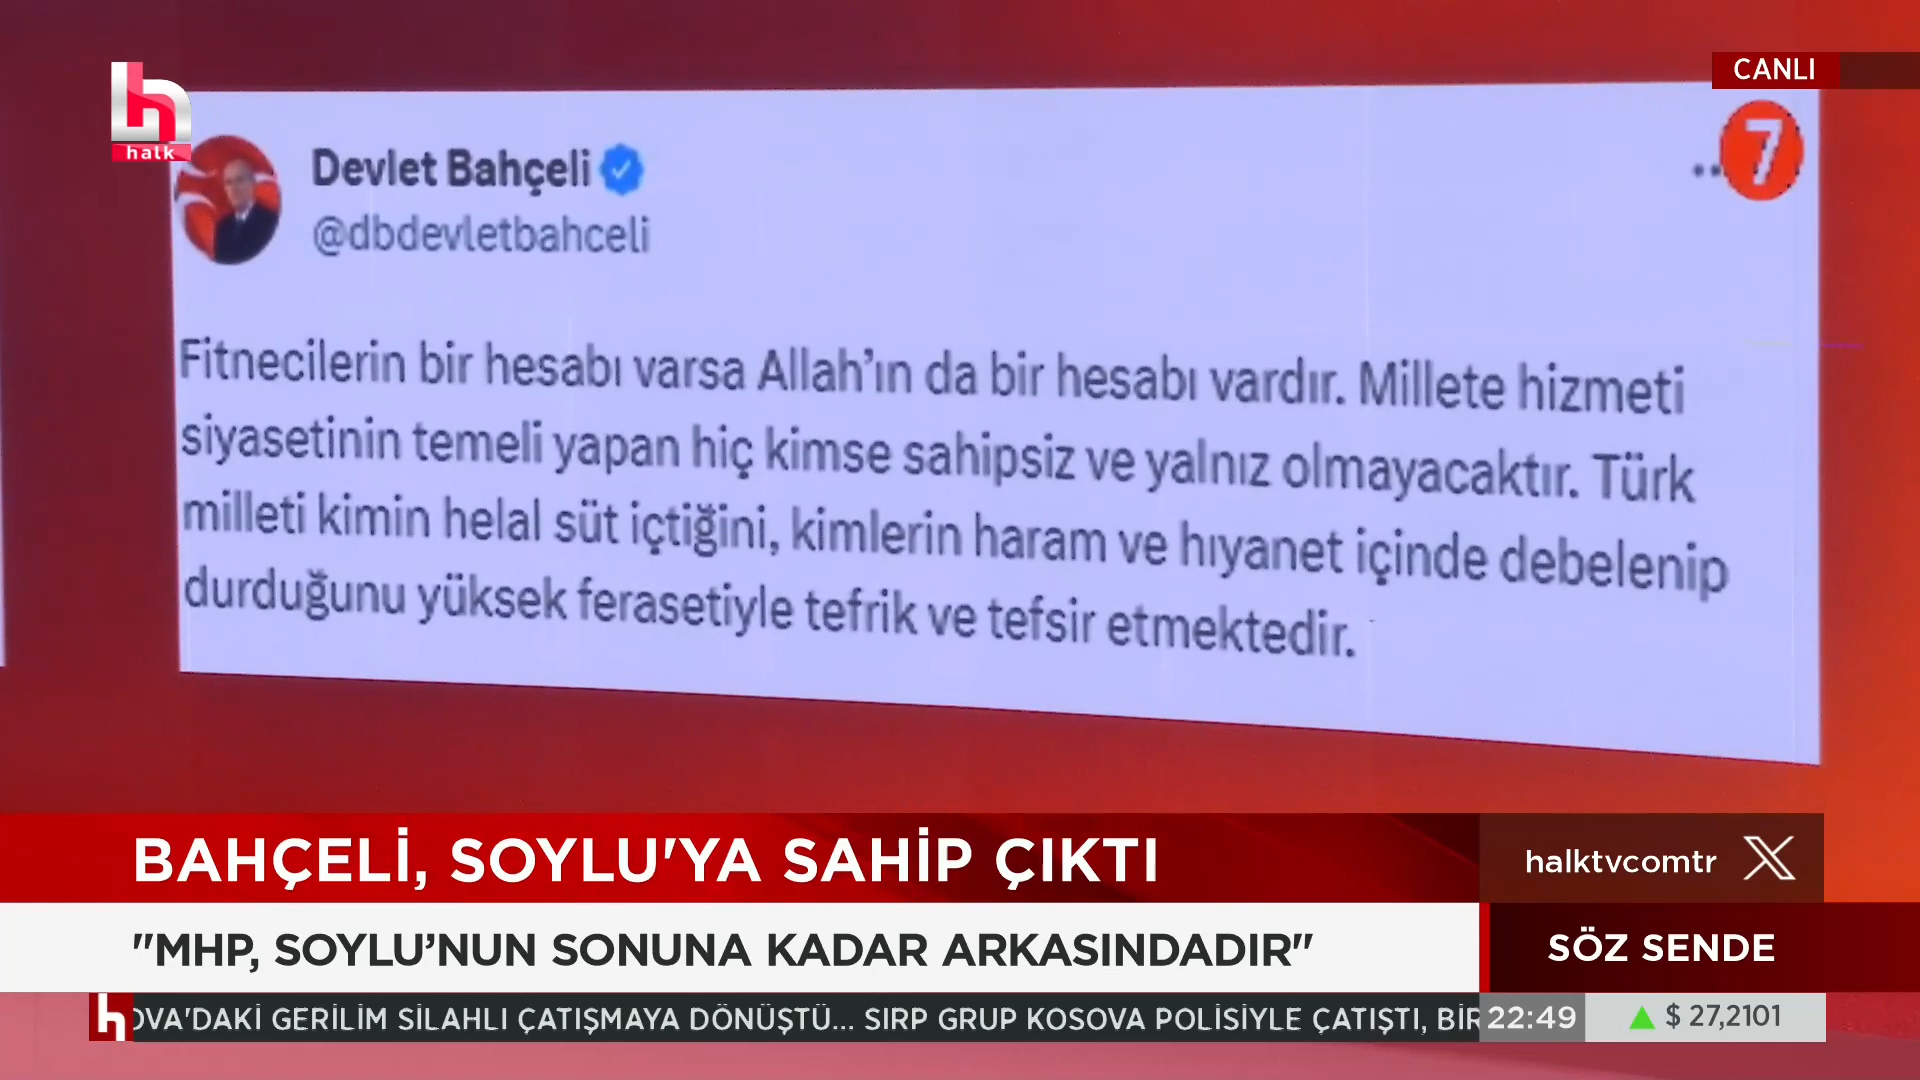 CANLI
h
halk
7
Devlet Bahçeli
@dbdevletbahceli
Fitnecilerin bir hesabı varsa Allah’ın da bir hesabı vardır. Millete hizmeti
siyasetinin temeli yapan hiç kimse sahipsiz ve yalnız olmayacaktır. Türk
milleti kimin helal süt içtiğini, kimlerin haram ve hıyanet içinde debelenip
durduğunu yüksek ferasetiyle tefrik ve tefsir etmektedir.
BAHÇELİ, SOYLU'YA SAHİP ÇIKTI
halktvcomtr X
"MHP, SOYLU’NUN SONUNA KADAR ARKASINDADIR"
SÖZ SENDE
h OVA'DAKİ GERİLİM SİLAHLI ÇATIŞMAYA DÖNÜŞTÜ... SIRP GRUP KOSOVA POLİSİYLE ÇATIŞTI, BİR 22:49 $ 27,2101